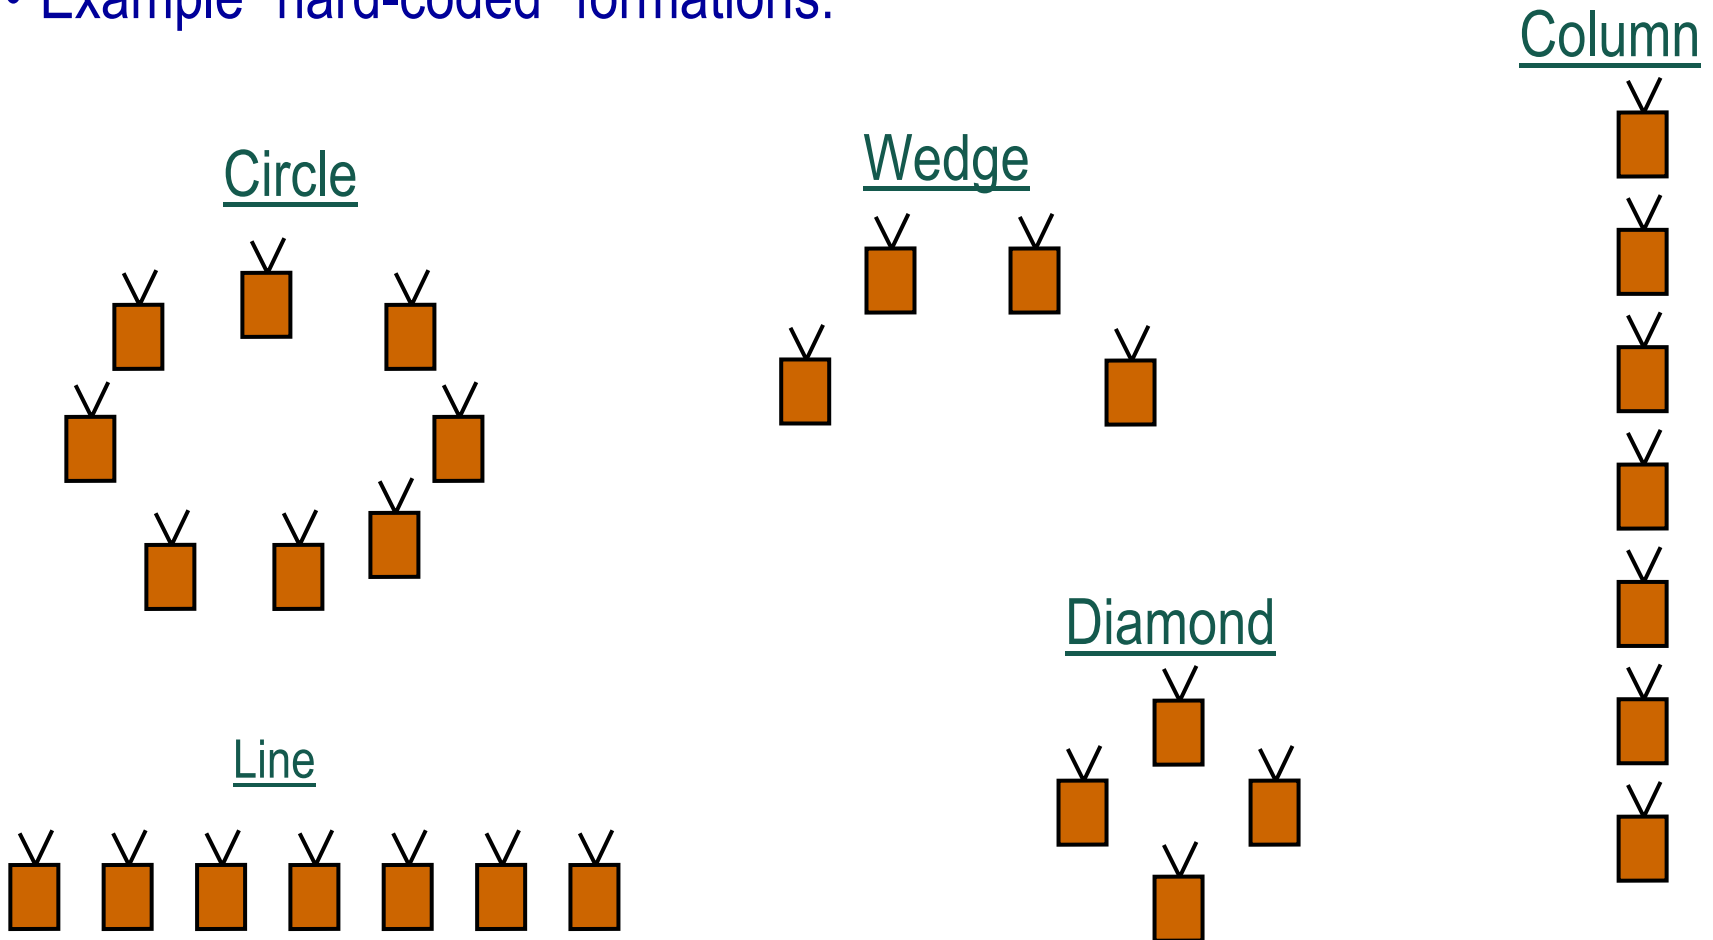 • Example "hard-coded" formations:
Column
Circle
Wedge
Diamond
Line